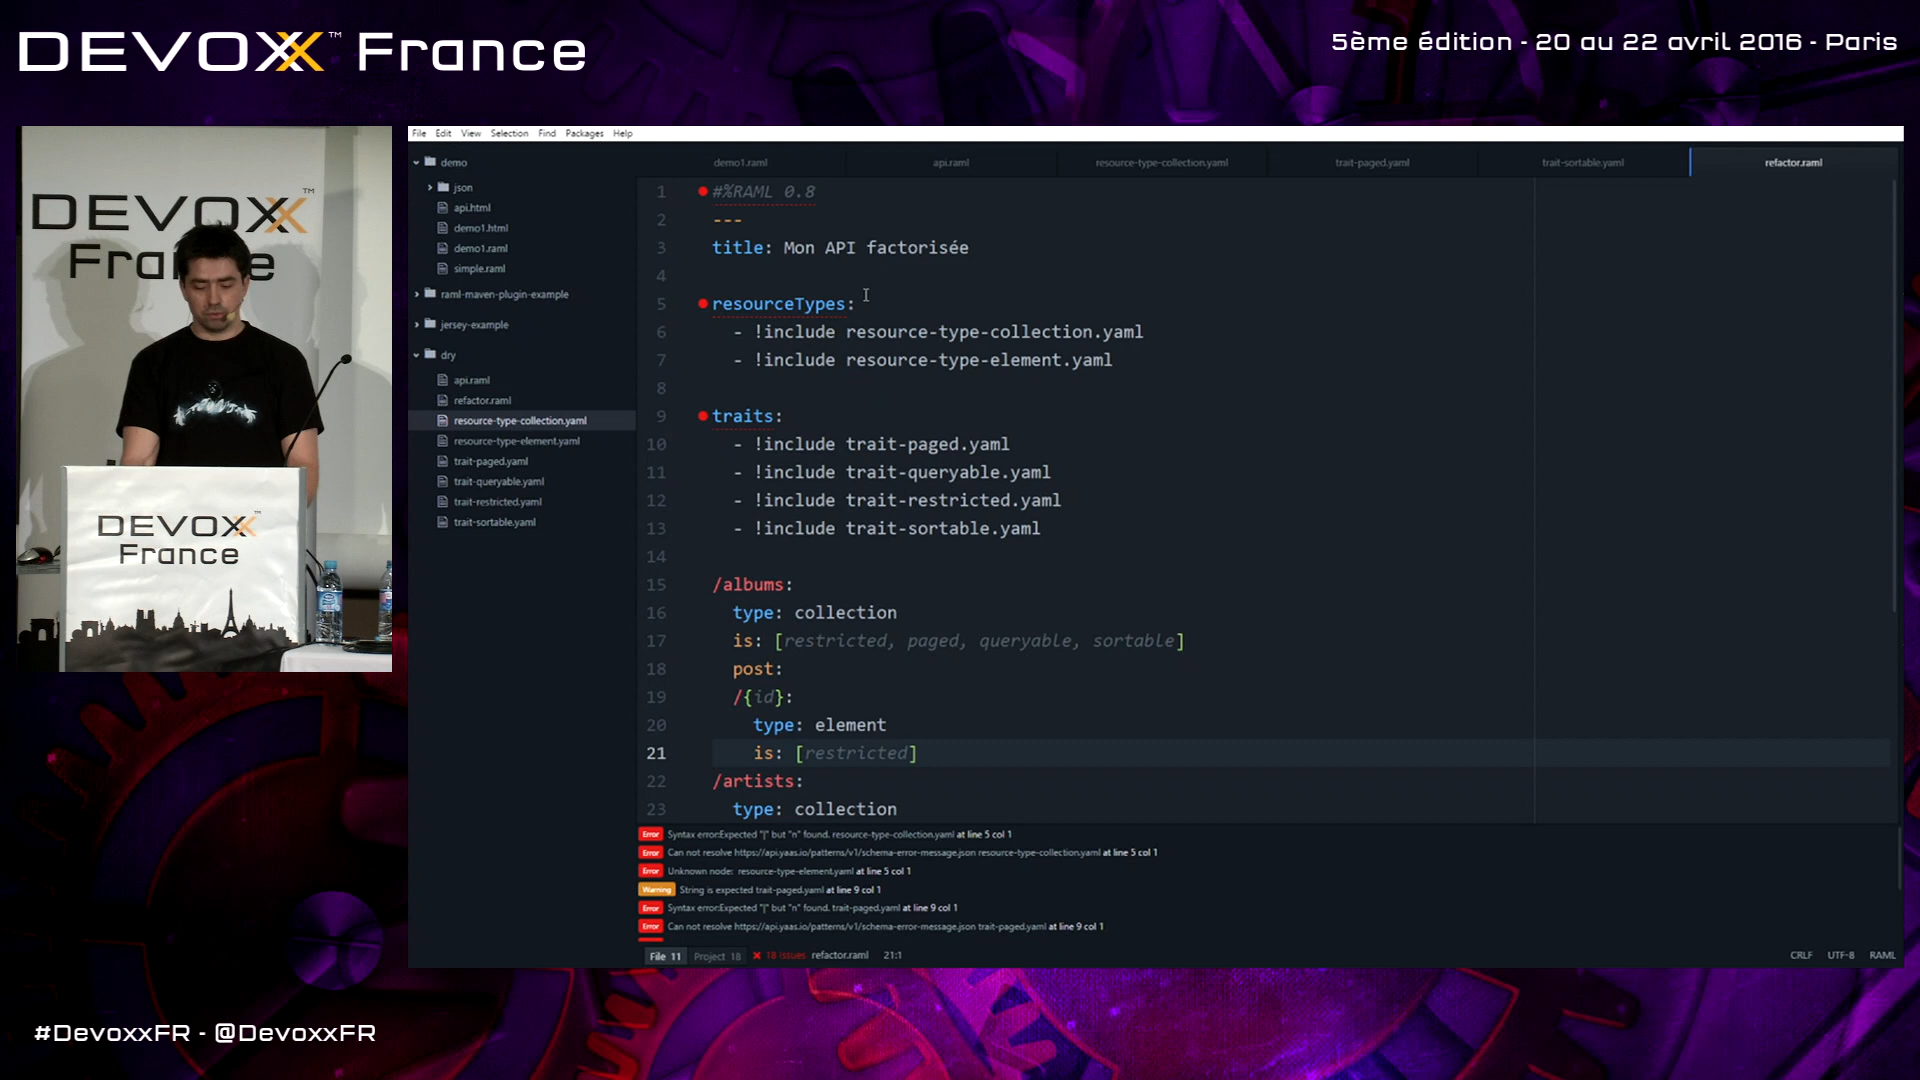 DEVOXX™ France
5ème édition - 20 au 22 avril 2016 - Paris
DEVOXX™
France
DEVOXX™
France
File Edit View Selection Find Packages Help
demo
json
api.html
demo1.html
demo1.raml
simple.raml
raml-maven-plugin-example
jersey-example
dry
api.raml
refactor.raml
resource-type-collection.yaml
resource-type-element.yaml
trait-paged.yaml
trait-queryable.yaml
trait-restricted.yaml
trait-sortable.yaml
demo1.raml api.raml resource-type-collection.yaml trait-paged.yaml trait-sortable.yaml refactor.raml
1 #%RAML 0.8
2 ---
3 title: Mon API factorisée
4
5 resourceTypes:
6 - !include resource-type-collection.yaml
7 - !include resource-type-element.yaml
8
9 traits:
10 - !include trait-paged.yaml
11 - !include trait-queryable.yaml
12 - !include trait-restricted.yaml
13 - !include trait-sortable.yaml
14
15 /albums:
16 type: collection
17 is: [restricted, paged, queryable, sortable]
18 post:
19 /{id}:
20 type: element
21 is: [restricted]
22 /artists:
23 type: collection
Error Syntax error:Expected "|" but "n" found. resource-type-collection.yaml at line 5 col 1
Error Can not resolve https://api.yaas.io/patterns/v1/schema-error-message.json resource-type-collection.yaml at line 5 col 1
Error Unknown node: resource-type-element.yaml at line 5 col 1
Warning String is expected trait-paged.yaml at line 9 col 1
Error Syntax error:Expected "|" but "n" found. trait-paged.yaml at line 9 col 1
Error Can not resolve https://api.yaas.io/patterns/v1/schema-error-message.json trait-paged.yaml at line 9 col 1
File 11 Project 18 18 issues refactor.raml 21:1 CRLF UTF-8 RAML
#DevoxxFR - @DevoxxFR